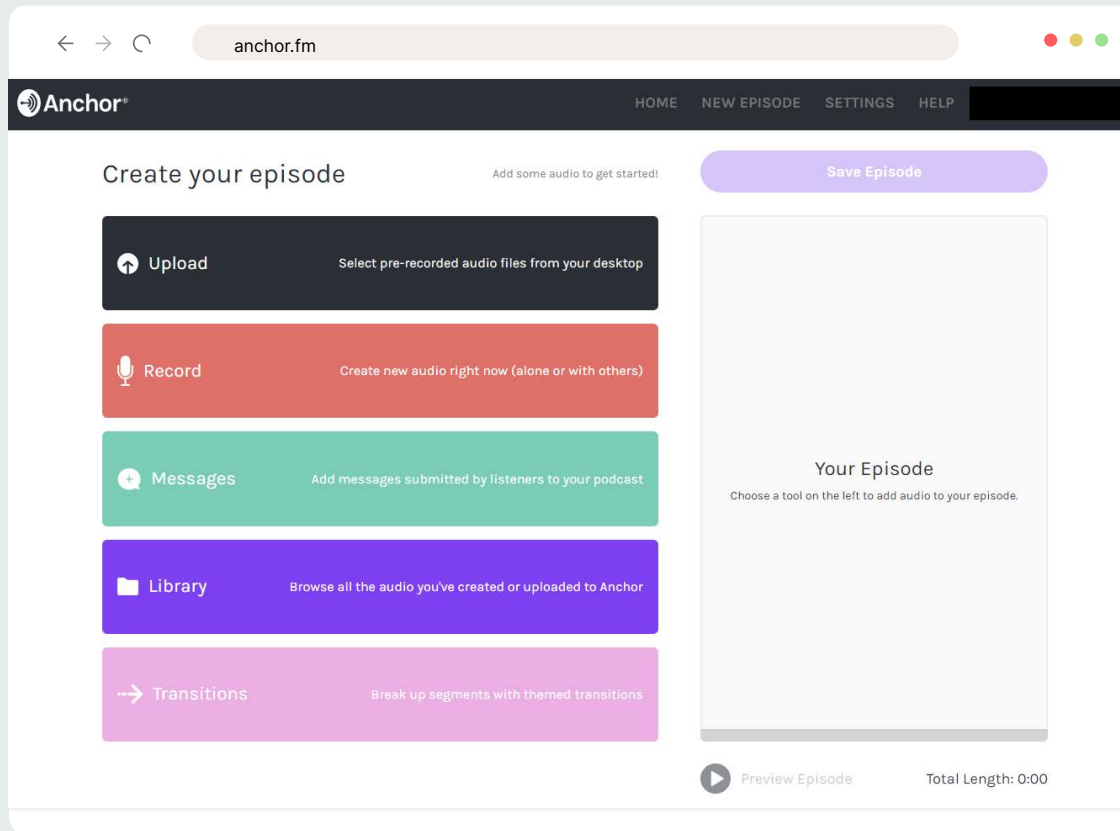 anchor.fm
Anchor®
HOME NEW EPISODE SETTINGS HELP
Create your episode
Add some audio to get started!
Save Episode
Upload
Select pre-recorded audio files from your desktop
Record
Create new audio right now (alone or with others)
Messages
Add messages submitted by listeners to your podcast
Library
Browse all the audio you've created or uploaded to Anchor
Transitions
Break up segments with themed transitions
Your Episode
Choose a tool on the left to add audio to your episode.
Preview Episode
Total Length: 0:00